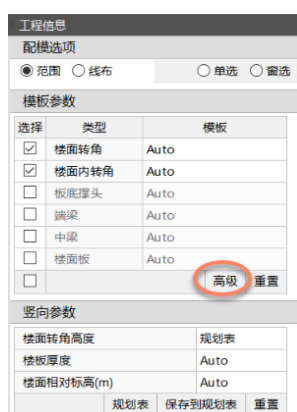 工程信息
配模选项
范围 线布 单选 窗选
模板参数
选择 类型 模板
楼面转角 Auto
楼面内转角 Auto
板底撑头 Auto
端梁 Auto
中梁 Auto
楼面板 Auto
高级 重置
竖向参数
楼面转角高度 规划表
楼板厚度 Auto
楼面相对标高(m) Auto
规划表 保存到规划表 重置